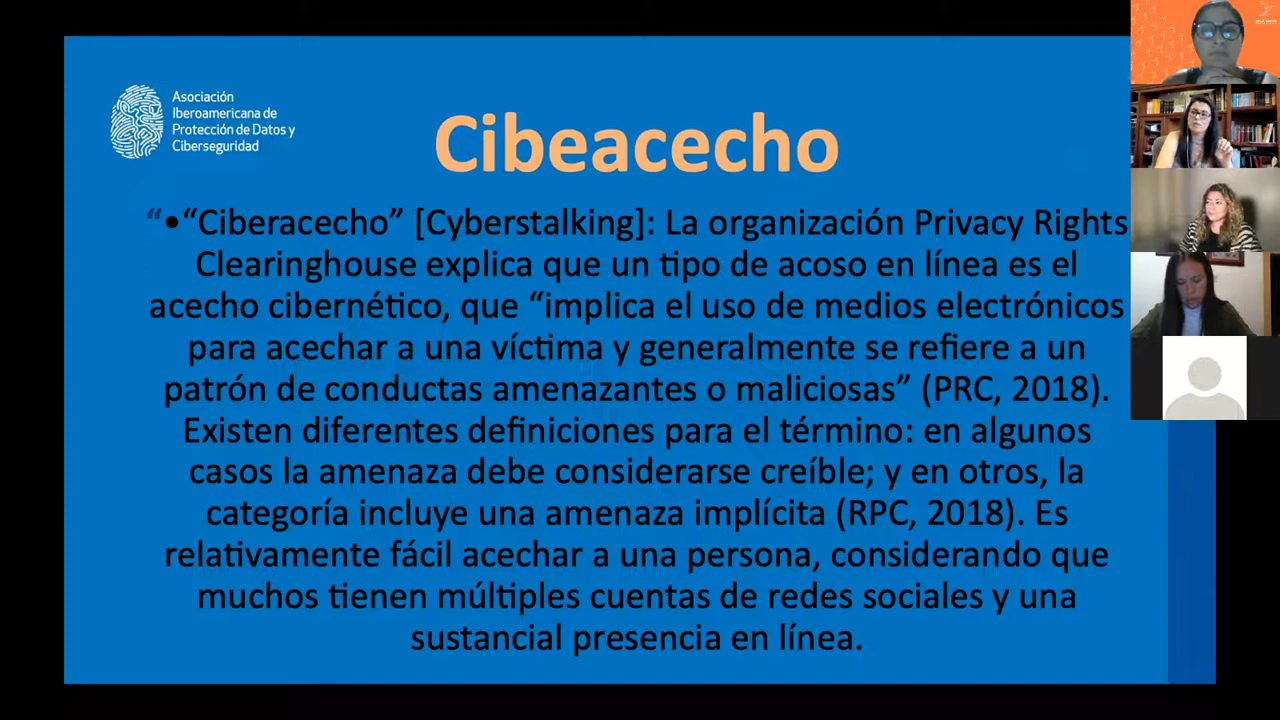 Asociación
Iberoamericana de
Protección de Datos y
Ciberseguridad
Cibeacecho
“•“Ciberacecho” [Cyberstalking]: La organización Privacy Rights
Clearinghouse explica que un tipo de acoso en línea es el
acecho cibernético, que “implica el uso de medios electrónicos
para acechar a una víctima y generalmente se refiere a un
patrón de conductas amenazantes o maliciosas” (PRC, 2018).
Existen diferentes definiciones para el término: en algunos
casos la amenaza debe considerarse creíble; y en otros, la
categoría incluye una amenaza implícita (RPC, 2018). Es
relativamente fácil acechar a una persona, considerando que
muchos tienen múltiples cuentas de redes sociales y una
sustancial presencia en línea.